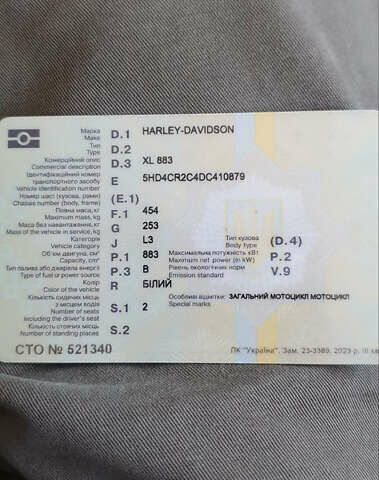 Марка
Make D.1 HARLEY-DAVIDSON
Тип
Type D.2
Комерційний опис
Commercial description D.3 XL 883
Ідентифікаційний номер
транспортного засобу E 5HD4CR2C4DC410879
Vehicle identification number
Номер шасі (кузова, рами)
Chassis number (body, frame) (E.1)
Повна маса, кг
Maximum mass, kg F.1 454
Маса без навантаження, кг
Mass of the vehicle in service, kg G 253
Категорія
Vehicle category J L3 Тип кузова
Body type (D.4)
Об'єм двигуна, см³
Capacity, cm³ P.1 883 Максимальна потужність кВт
Maximum net power (в kW) P.2
Тип палива або джерела енергії
Type of fuel or power source P.3 B Рівень екологічних норм
Emission standard V.9
Колір
Color of the vehicle R БІЛИЙ
Кількість сидячих місць
з місцем водія
Number of seats
including the driver's seat S.1 2 Особливі відмітки: ЗАГАЛЬНИЙ МОТОЦИКЛ МОТОЦИКЛ
Special marks
Кількість стоячих місць
Number of standing places S.2
СТО № 521340
ПК "Україна". Зам. 23-3389. 2023 р. III кв.